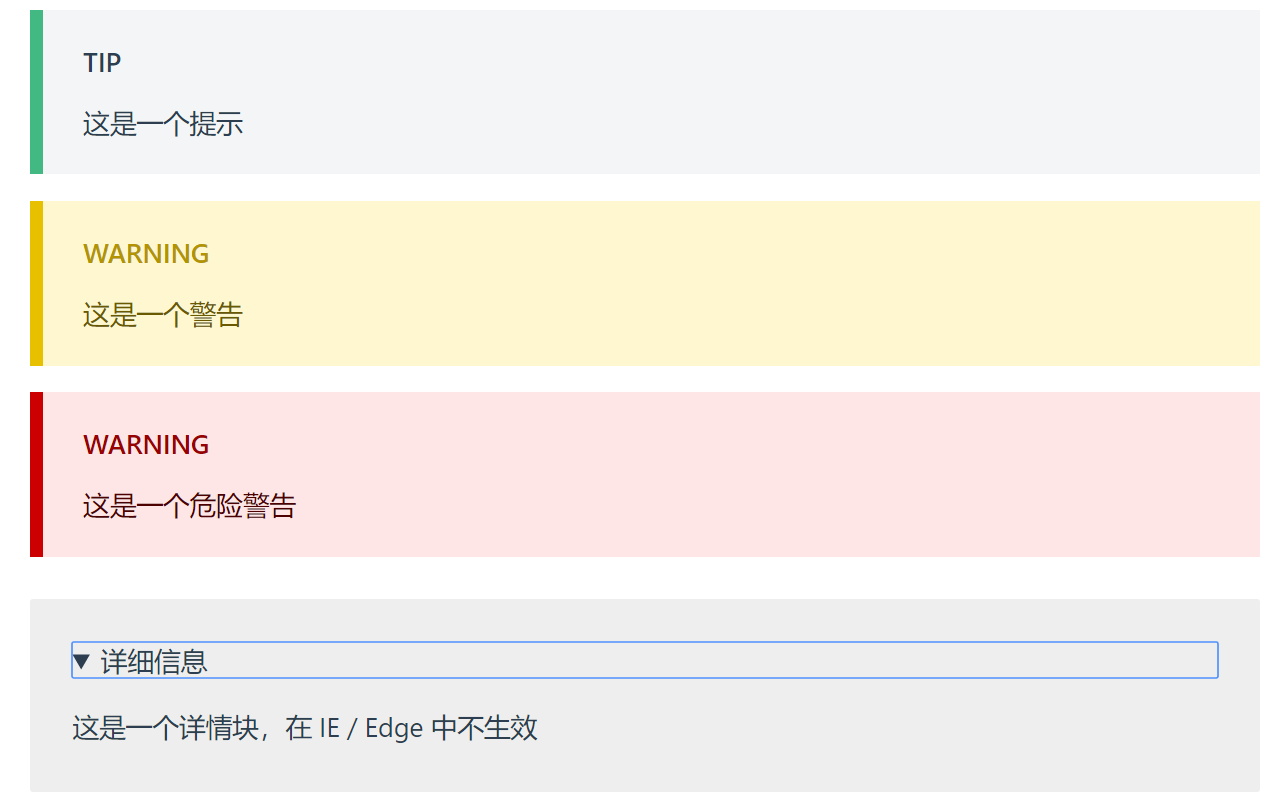 TIP
这是一个提示
WARNING
这是一个警告
WARNING
这是一个危险警告
▼ 详细信息
这是一个详情块，在 IE / Edge 中不生效